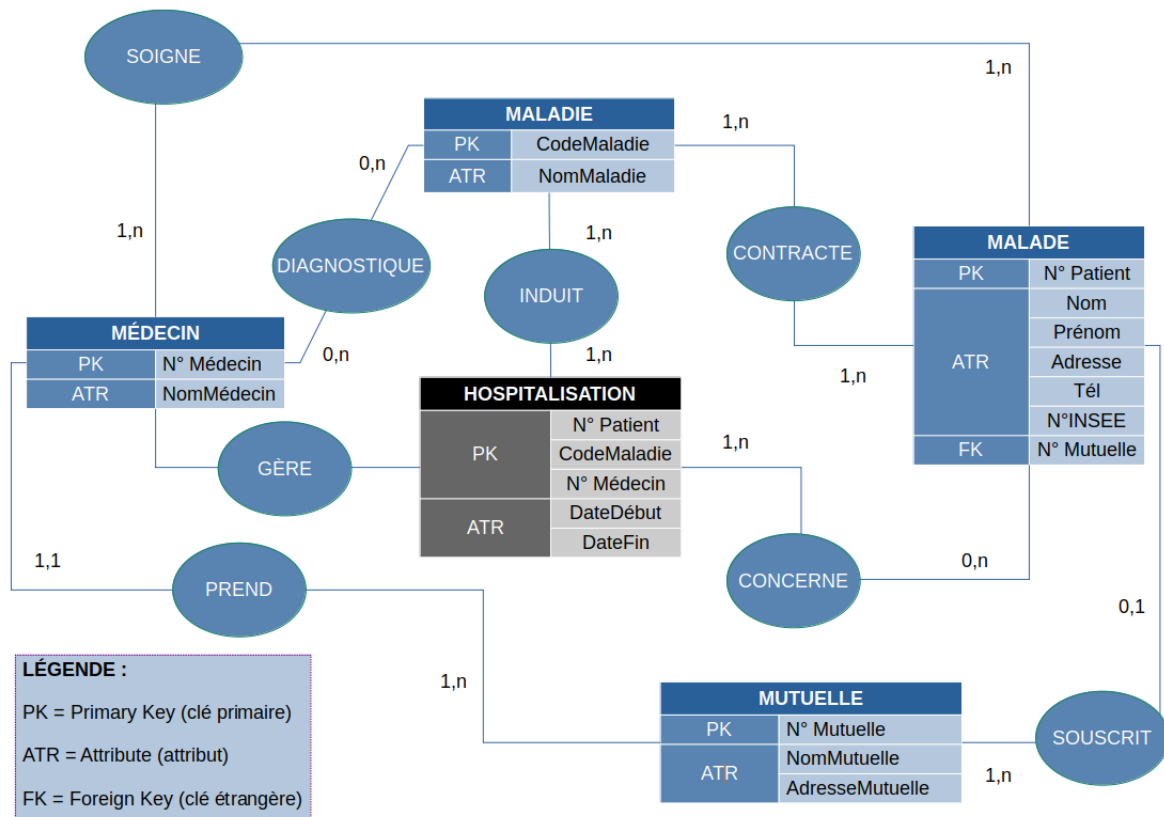 SOIGNE
1,n
MALADIE
PK CodeMaladie
ATR NomMaladie
1,n
0,n
1,n
DIAGNOSTIQUE
1,n
INDUIT
CONTRACTE
MALADE
PK N° Patient
ATR Nom
Prénom
Adresse
Tél
N°INSEE
FK N° Mutuelle
MÉDECIN
PK N° Médecin
ATR NomMédecin
0,n
1,n
1,n
HOSPITALISATION
PK N° Patient
CodeMaladie
N° Médecin
ATR DateDébut
DateFin
1,n
GÈRE
1,1
PREND
CONCERNE
0,n
0,1
LÉGENDE :
PK = Primary Key (clé primaire)
ATR = Attribute (attribut)
FK = Foreign Key (clé étrangère)
1,n
MUTUELLE
PK N° Mutuelle
ATR NomMutuelle
AdresseMutuelle
1,n
SOUSCRIT